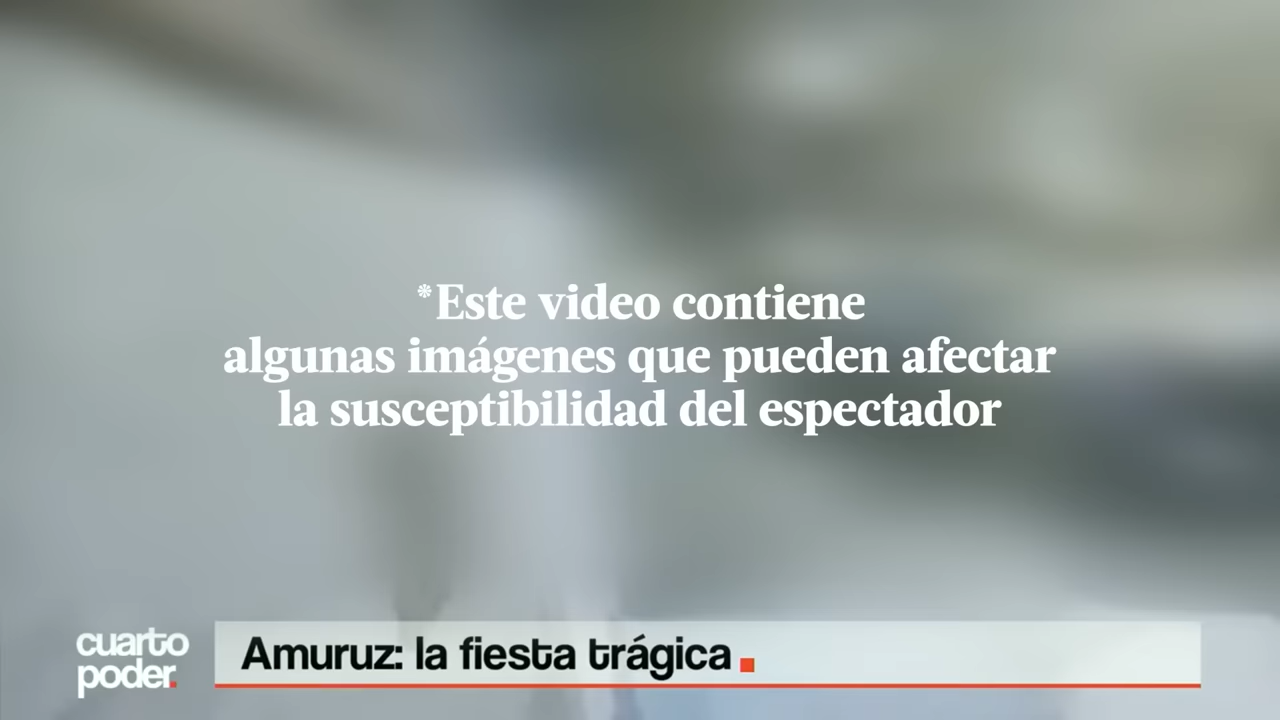 *Este video contiene
algunas imágenes que pueden afectar
la susceptibilidad del espectador
cuarto
poder.
Amuruz: la fiesta trágica